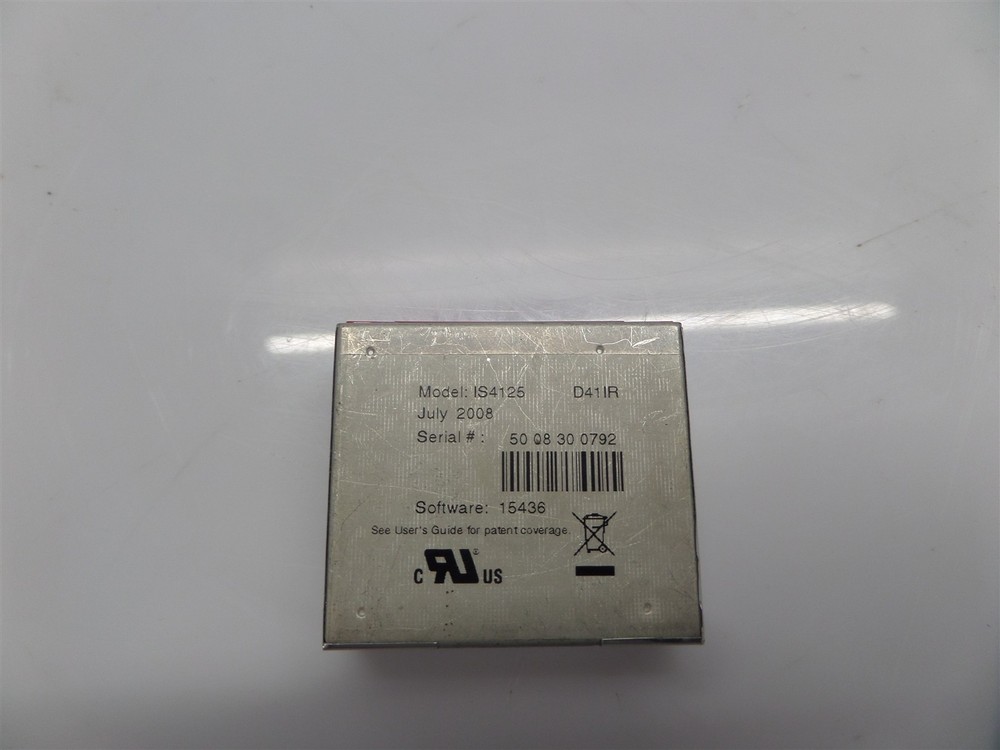 Model: IS4125 D41IR
July 2008
Serial # : 50 08 30 0792
Software: 15436
See User's Guide for patent coverage.
C RU ® US